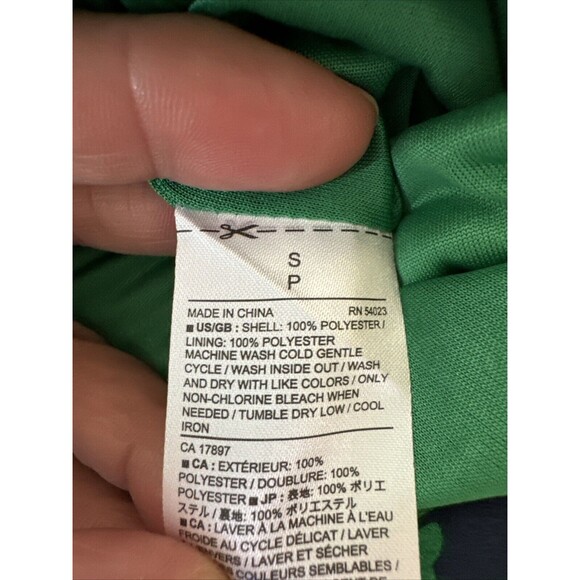 S
P
MADE IN CHINA RN 54023
■ US/GB : SHELL: 100% POLYESTER /
LINING: 100% POLYESTER
MACHINE WASH COLD GENTLE
CYCLE / WASH INSIDE OUT / WASH
AND DRY WITH LIKE COLORS / ONLY
NON-CHLORINE BLEACH WHEN
NEEDED / TUMBLE DRY LOW / COOL
IRON
CA 17897
■ CA : EXTÉRIEUR: 100%
POLYESTER / DOUBLURE: 100%
POLYESTER ■ JP : 表地: 100% ポリエ
ステル / 裏地: 100% ポリエステル
■ CA : LAVER À LA MACHINE À L'EAU
FROIDE AU CYCLE DÉLICAT / LAVER
À L'ENVERS / LAVER ET SÉCHER
COULEURS SEMBLABLES /